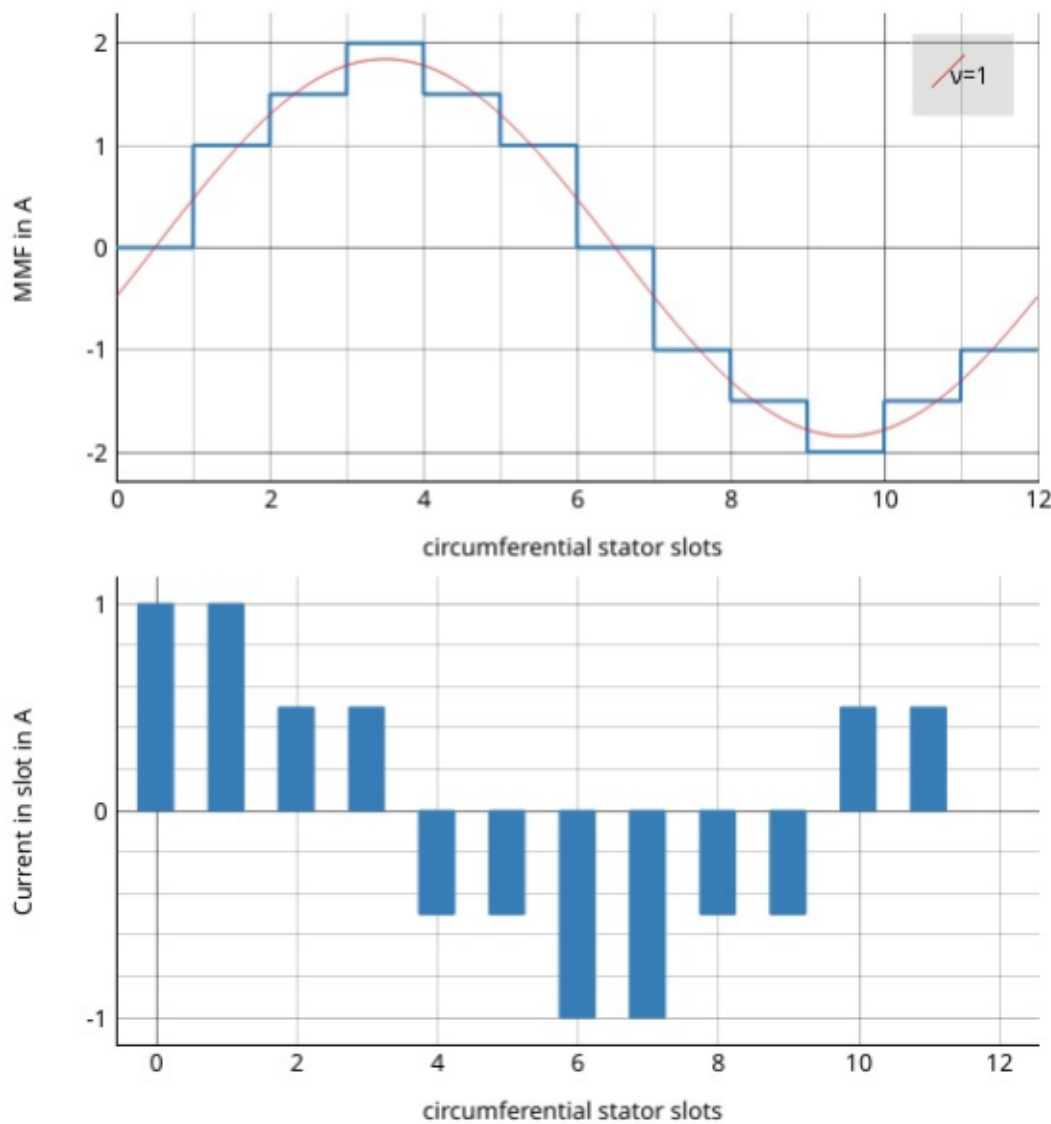 2
1
0
-1
-2
MMF in A
ν=1
0 2 4 6 8 10 12
circumferential stator slots
1
0
-1
Current in slot in A
0 2 4 6 8 10 12
circumferential stator slots